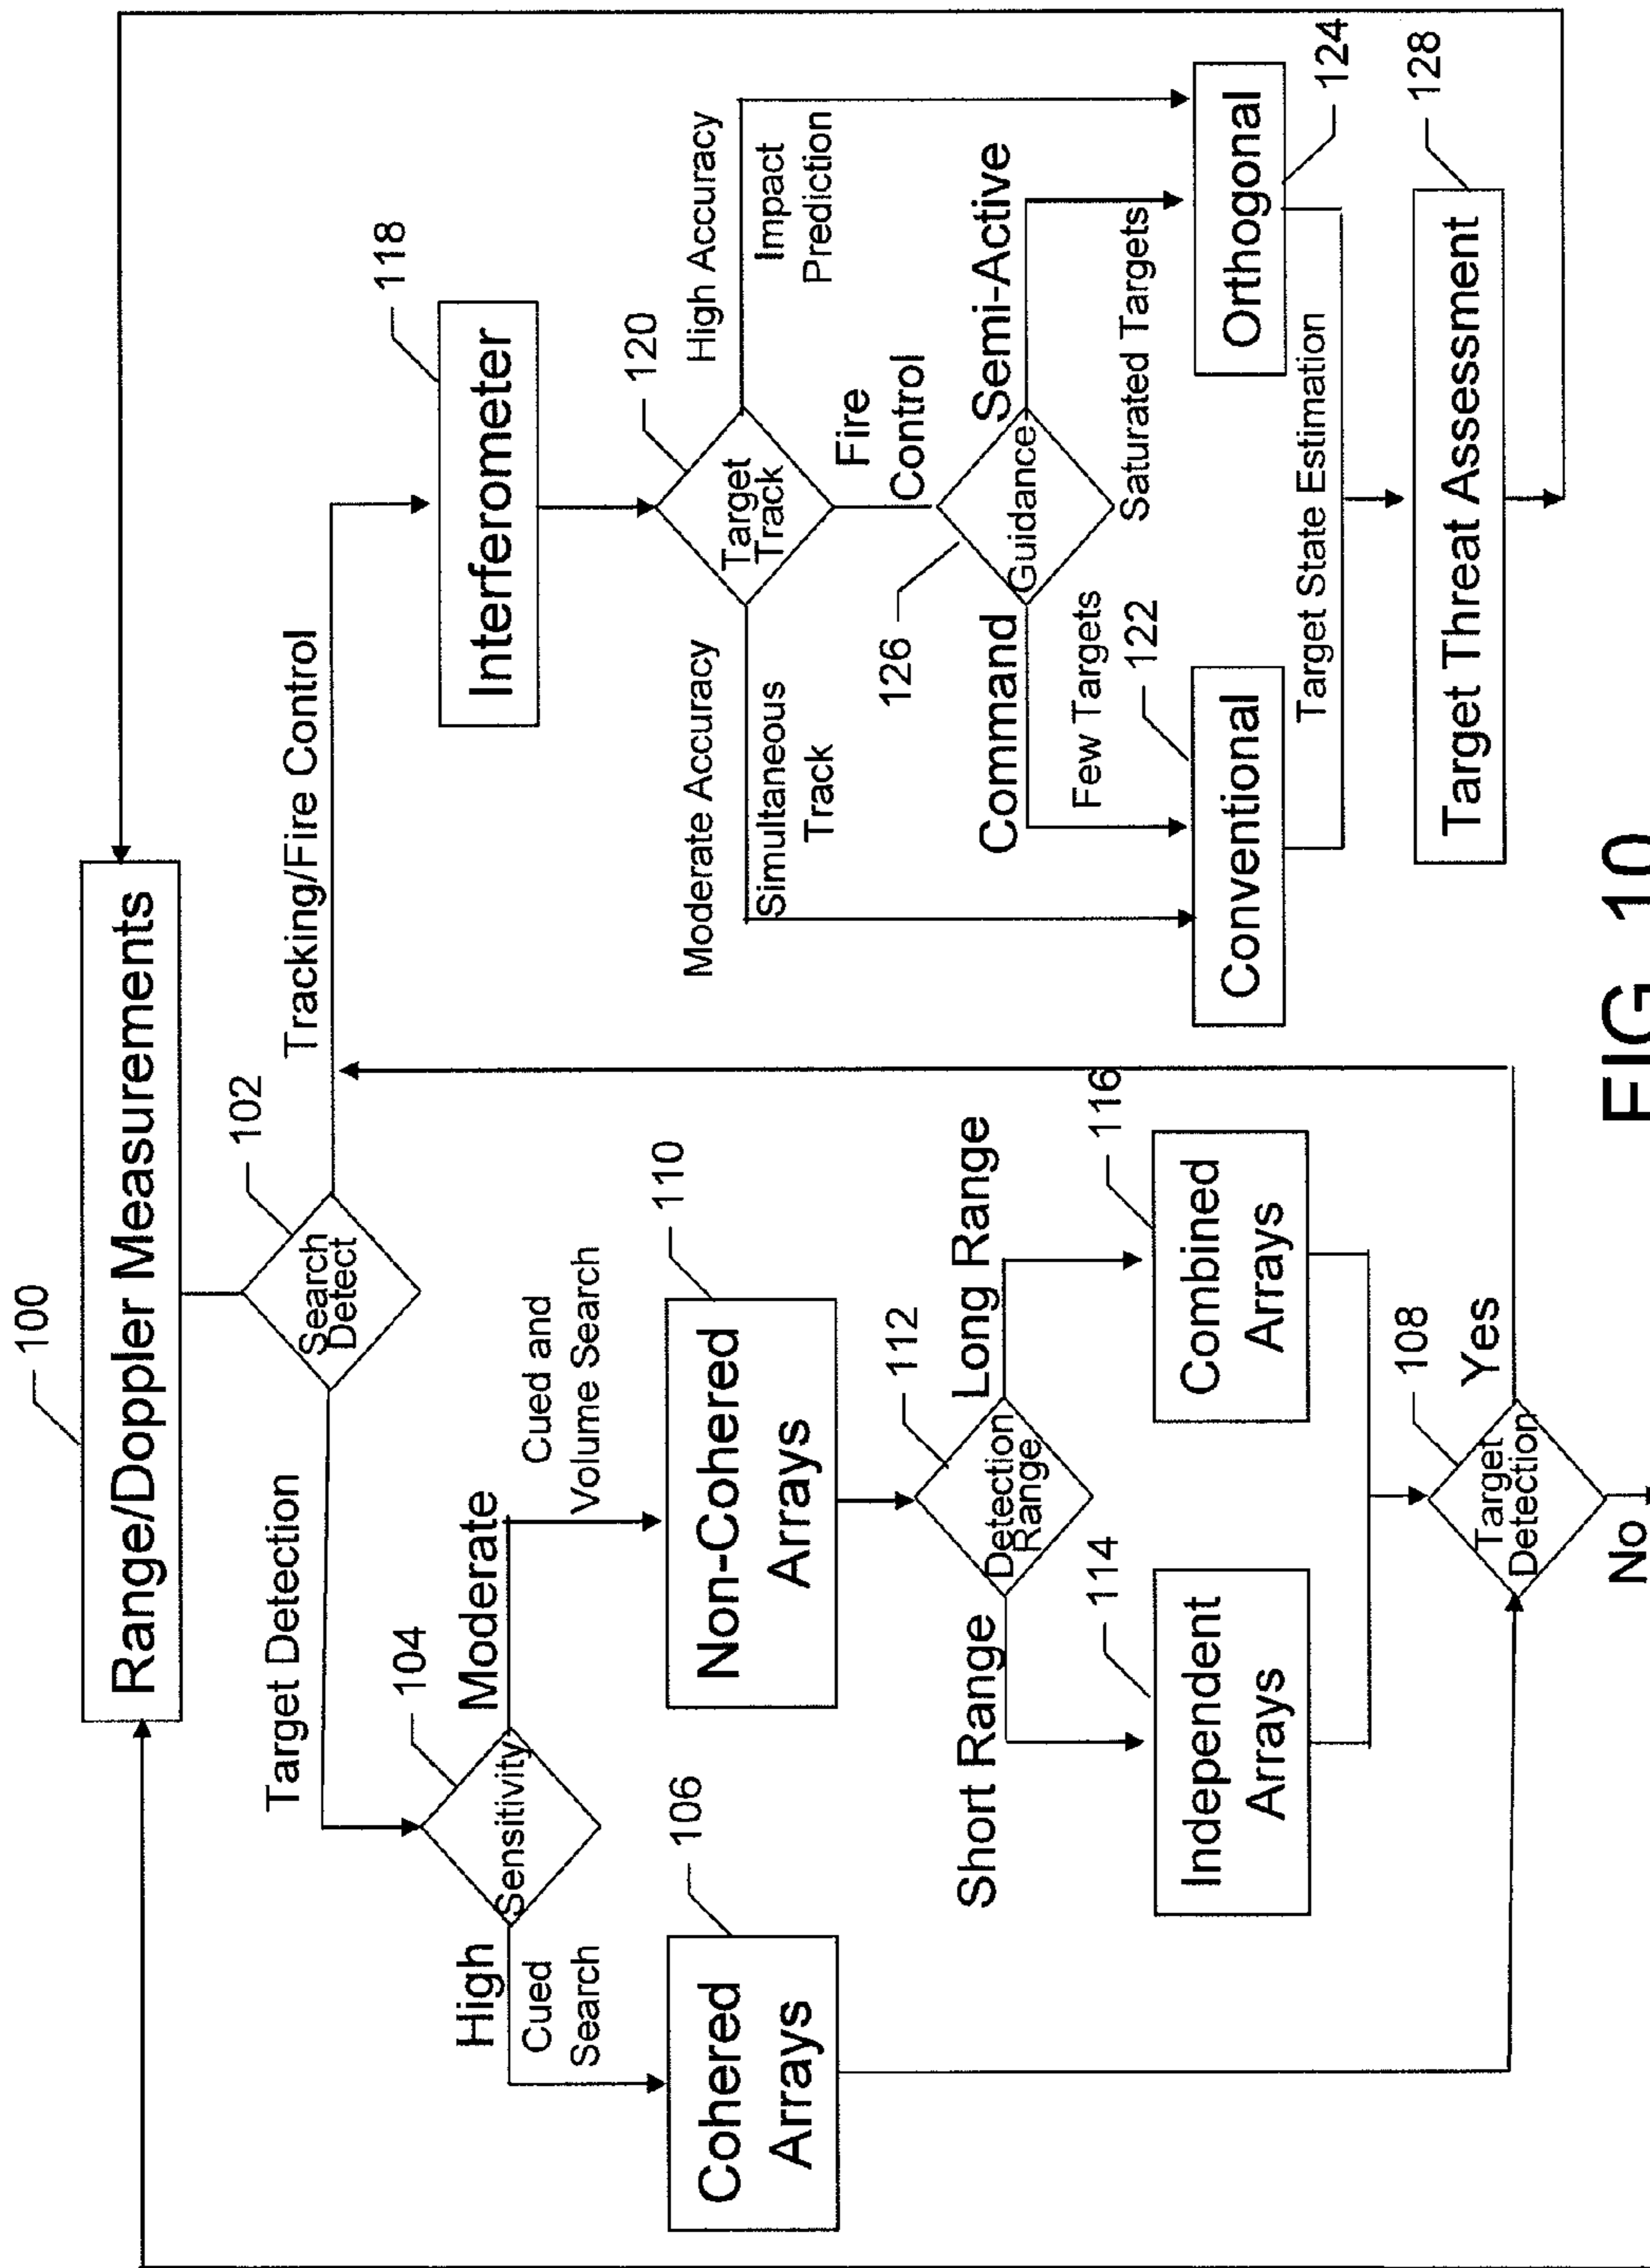 100
Range/Doppler Measurements
102
Search
Detect
Target Detection
Tracking/Fire Control
104
Sensitivity
High
Cued
Search
Moderate
Cued and
Volume Search
106
Cohered
Arrays
110
Non-Cohered
Arrays
112
Detection
Range
Short Range
Long Range
114
Independent
Arrays
116
Combined
Arrays
108
Target
Detection
Yes
No
118
Interferometer
120
Target
Track
Moderate Accuracy
Simultaneous
Track
High Accuracy
Impact
Prediction
Fire
Control
126
Guidance
Command
Few Targets
Semi-Active
Saturated Targets
122
Conventional
124
Orthogonal
Target State Estimation
128
Target Threat Assessment
FIG. 10